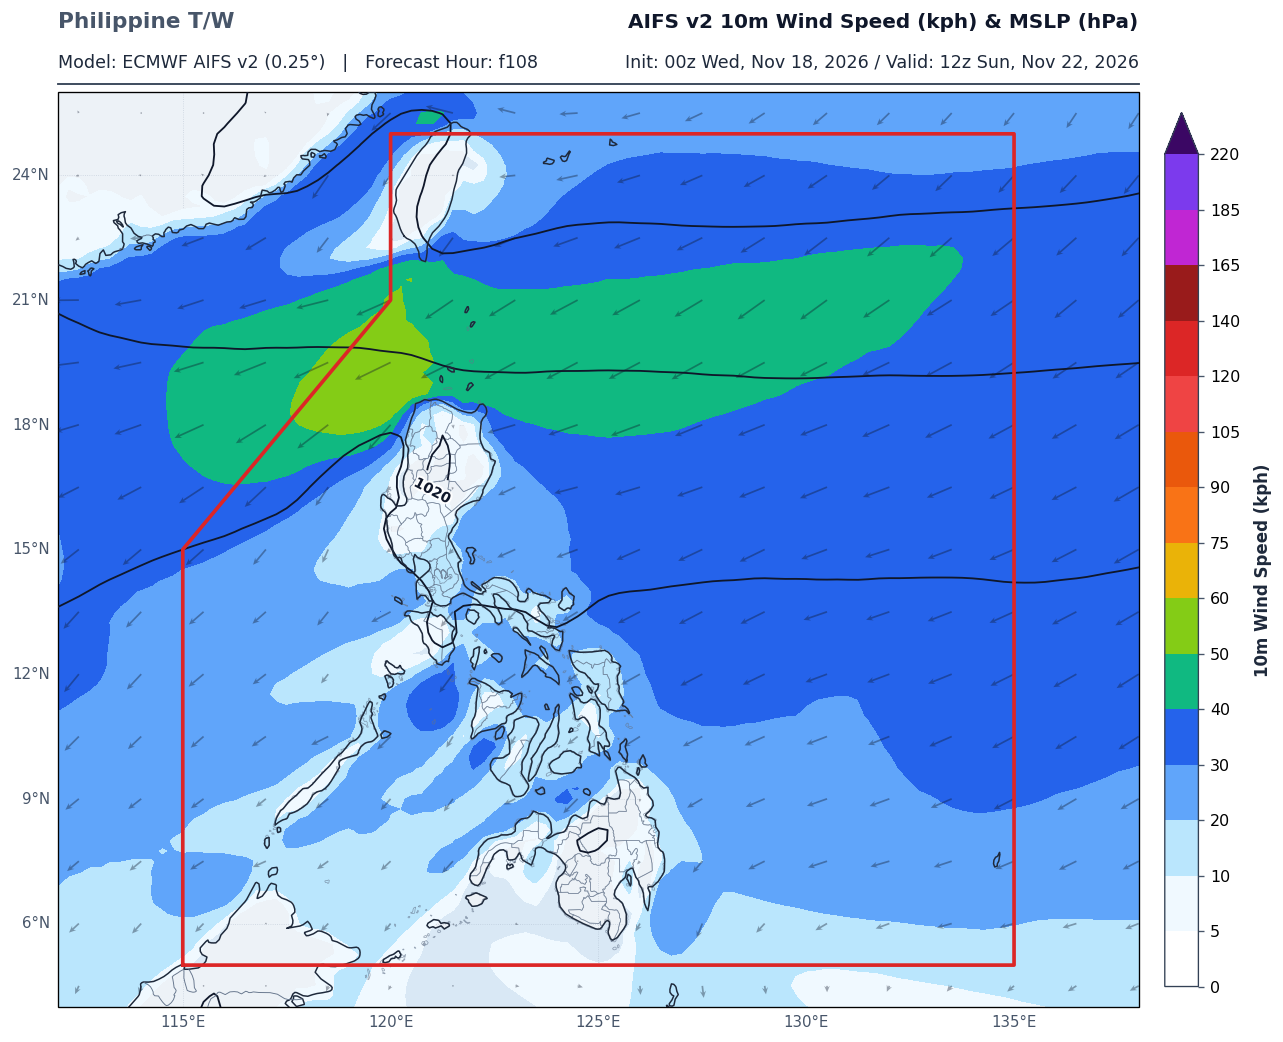 Philippine T/W
AIFS v2 10m Wind Speed (kph) & MSLP (hPa)
Model: ECMWF AIFS v2 (0.25°) | Forecast Hour: f108
Init: 00z Wed, Nov 18, 2026 / Valid: 12z Sun, Nov 22, 2026
24°N
21°N
18°N
15°N
12°N
9°N
6°N
1020
115°E
120°E
125°E
130°E
135°E
220
185
165
140
120
105
90
75
60
50
40
30
20
10
5
0
10m Wind Speed (kph)